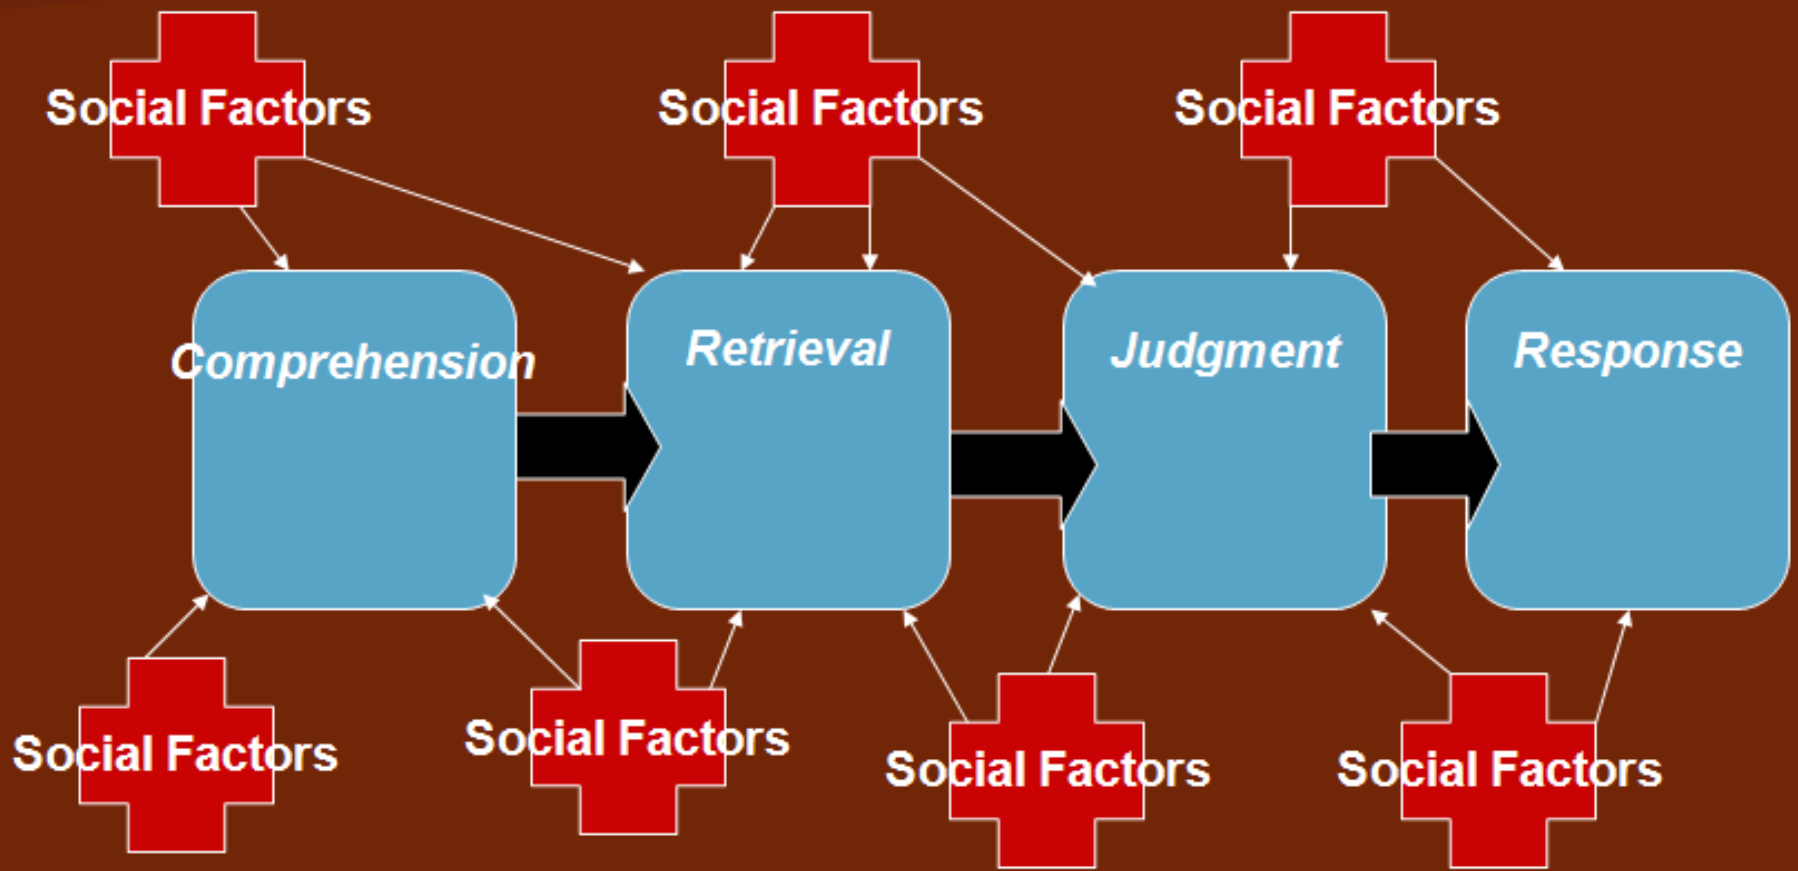 Social Factors
Social Factors
Social Factors
Comprehension
Retrieval
Judgment
Response
Social Factors
Social Factors
Social Factors
Social Factors